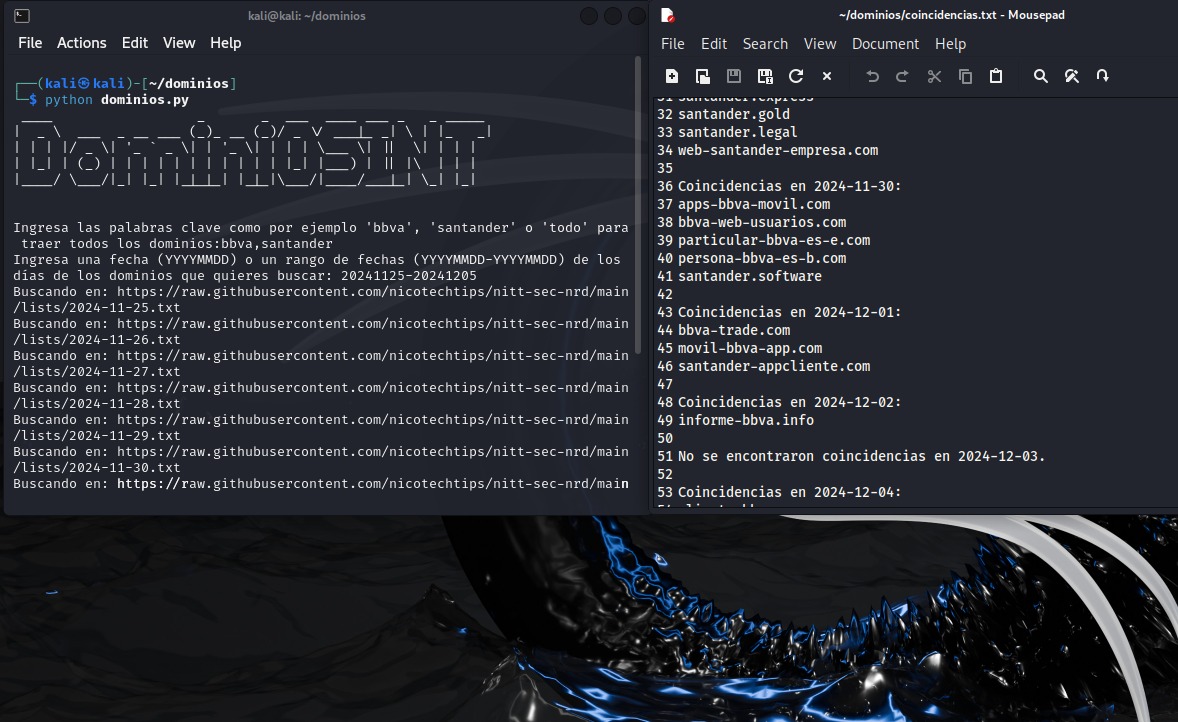 kali@kali: ~/dominios
File Actions Edit View Help
┌──(kali㉿kali)-[~/dominios]
└─$ python dominios.py
DominiOSINT
Ingresa las palabras clave como por ejemplo 'bbva', 'santander' o 'todo' para
traer todos los dominios:bbva,santander
Ingresa una fecha (YYYYMMDD) o un rango de fechas (YYYYMMDD-YYYYMMDD) de los
días de los dominios que quieres buscar: 20241125-20241205
Buscando en: https://raw.githubusercontent.com/nicotechtips/nitt-sec-nrd/main
/lists/2024-11-25.txt
Buscando en: https://raw.githubusercontent.com/nicotechtips/nitt-sec-nrd/main
/lists/2024-11-26.txt
Buscando en: https://raw.githubusercontent.com/nicotechtips/nitt-sec-nrd/main
/lists/2024-11-27.txt
Buscando en: https://raw.githubusercontent.com/nicotechtips/nitt-sec-nrd/main
/lists/2024-11-28.txt
Buscando en: https://raw.githubusercontent.com/nicotechtips/nitt-sec-nrd/main
/lists/2024-11-29.txt
Buscando en: https://raw.githubusercontent.com/nicotechtips/nitt-sec-nrd/main
/lists/2024-11-30.txt
Buscando en: https://raw.githubusercontent.com/nicotechtips/nitt-sec-nrd/main
~/dominios/coincidencias.txt - Mousepad
File Edit Search View Document Help
31 santander.express
32 santander.gold
33 santander.legal
34 web-santander-empresa.com
35
36 Coincidencias en 2024-11-30:
37 apps-bbva-movil.com
38 bbva-web-usuarios.com
39 particular-bbva-es-e.com
40 persona-bbva-es-b.com
41 santander.software
42
43 Coincidencias en 2024-12-01:
44 bbva-trade.com
45 movil-bbva-app.com
46 santander-appcliente.com
47
48 Coincidencias en 2024-12-02:
49 informe-bbva.info
50
51 No se encontraron coincidencias en 2024-12-03.
52
53 Coincidencias en 2024-12-04: